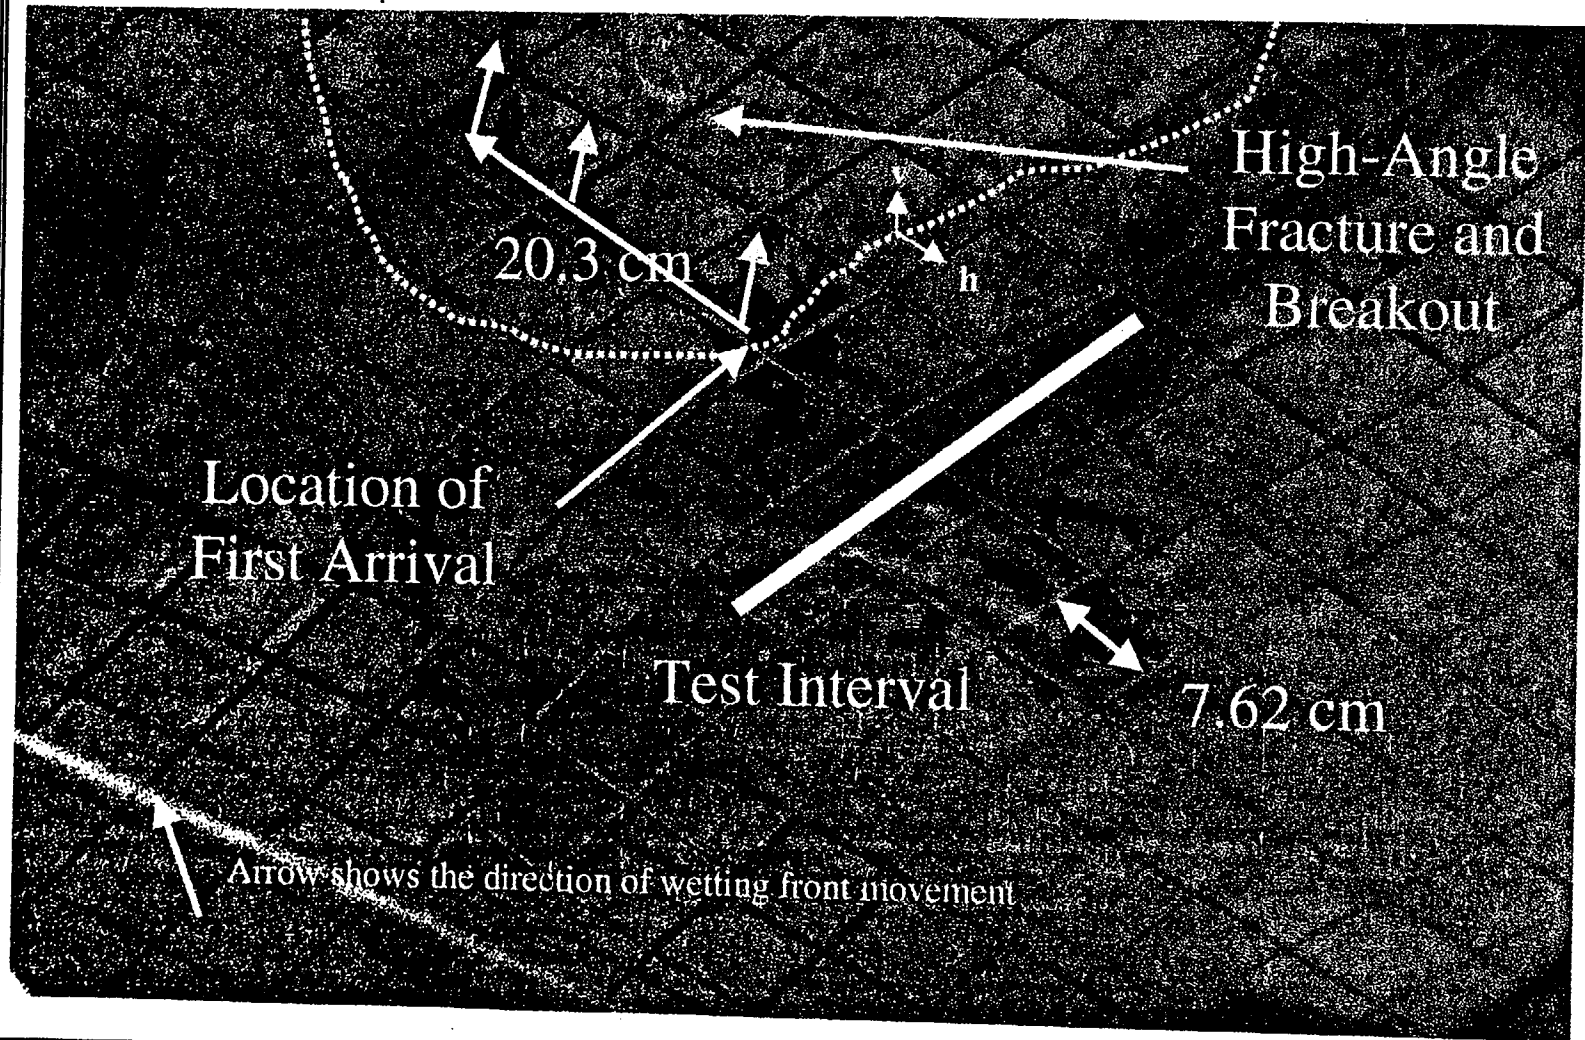 High-Angle
Fracture and
Breakout
v
h
20.3 cm
Location of
First Arrival
Test Interval
7.62 cm
Arrow shows the direction of wetting front movement